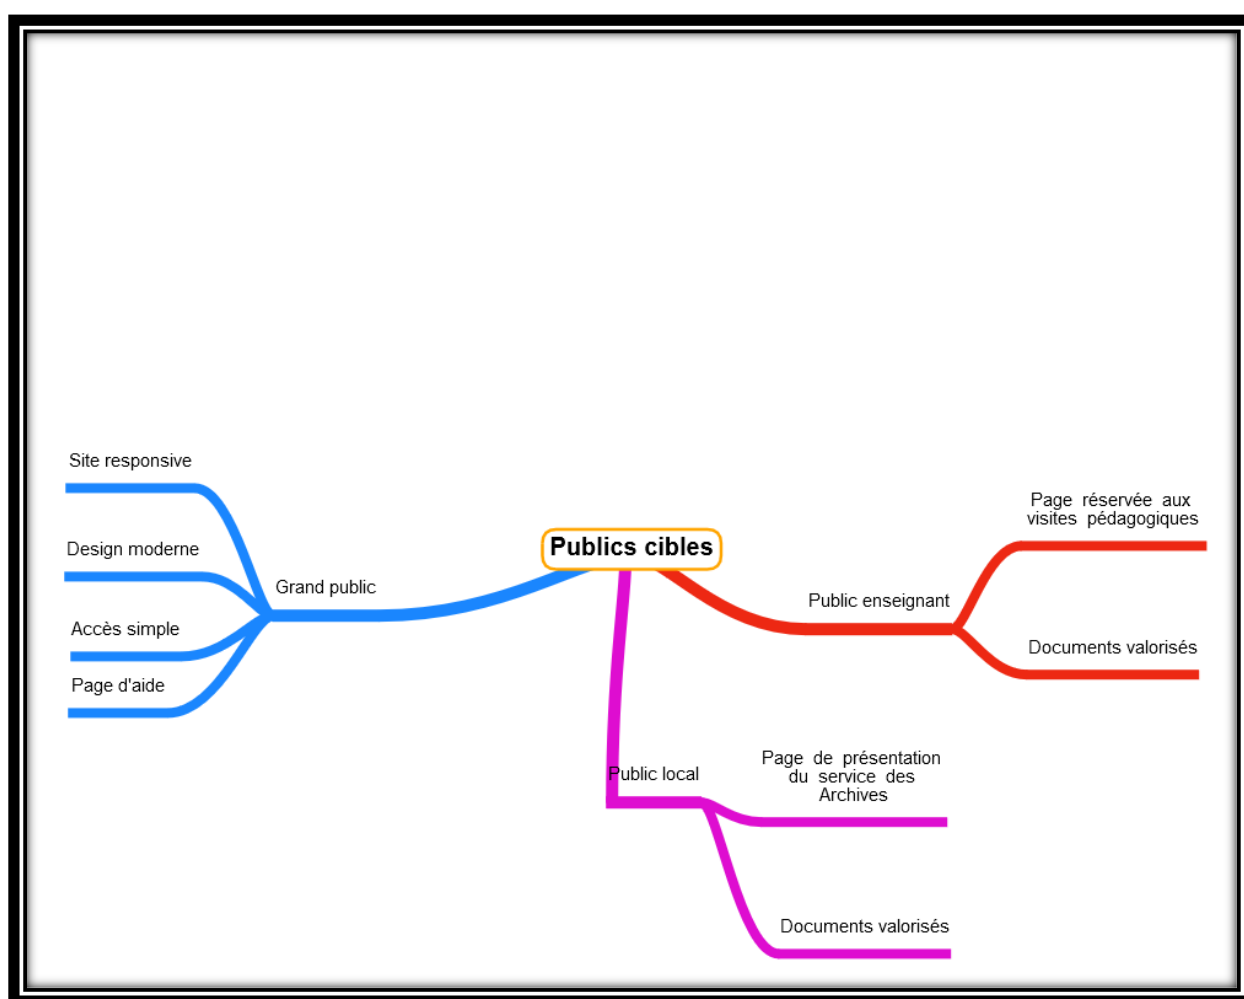 Publics cibles
Grand public
Site responsive
Design moderne
Accès simple
Page d'aide
Public enseignant
Page réservée aux
visites pédagogiques
Documents valorisés
Public local
Page de présentation
du service des
Archives
Documents valorisés